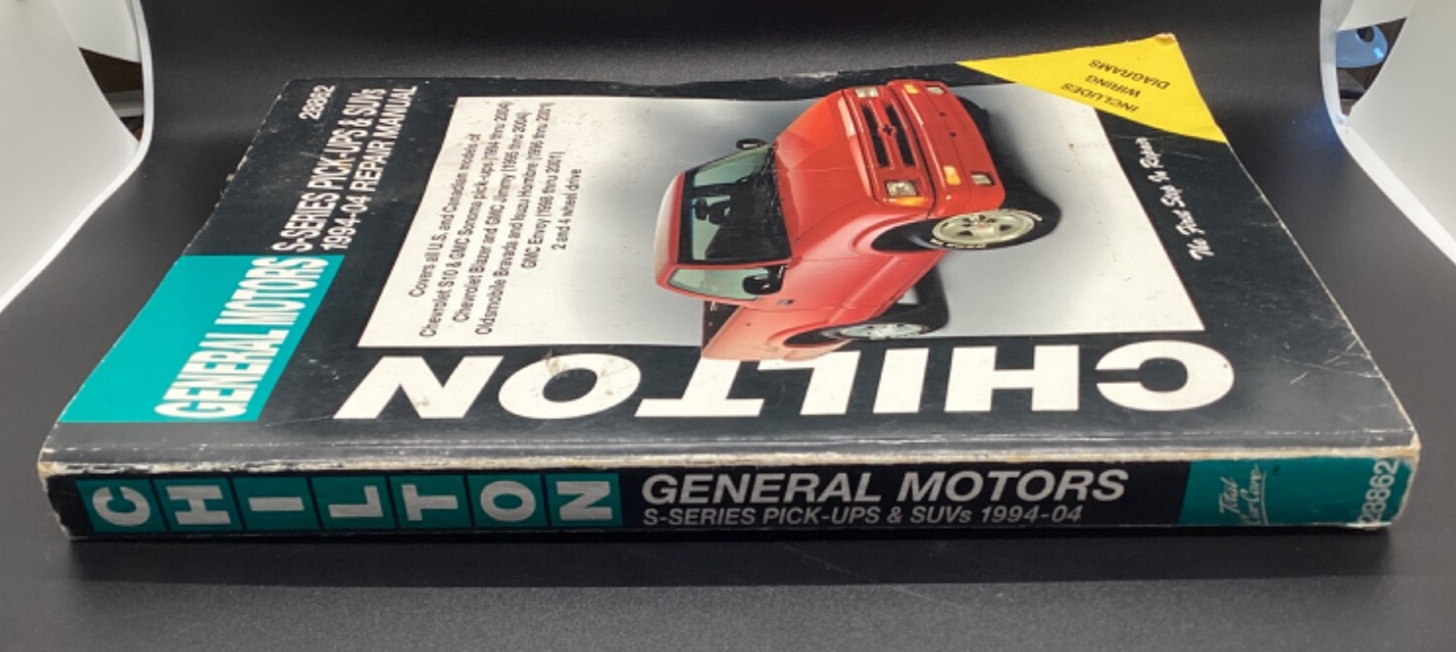 28862
S-SERIES PICK-UPS & SUVs
1994-04 REPAIR MANUAL
GENERAL MOTORS
Covers all U.S. and Canadian models of
Chevrolet S10 & GMC Sonoma pick-ups (1994 thru 2004)
Chevrolet Blazer and GMC Jimmy (1995 thru 2004)
Oldsmobile Bravada and Isuzu Hombre (1996 thru 2001)
GMC Envoy (1998 thru 2001)
2 and 4 wheel drive
INCLUDES
WIRING
DIAGRAMS
The First Step In Repair
CHILTON
CHILTON
GENERAL MOTORS
S-SERIES PICK-UPS & SUVs 1994-04
Total
Car Care
28862